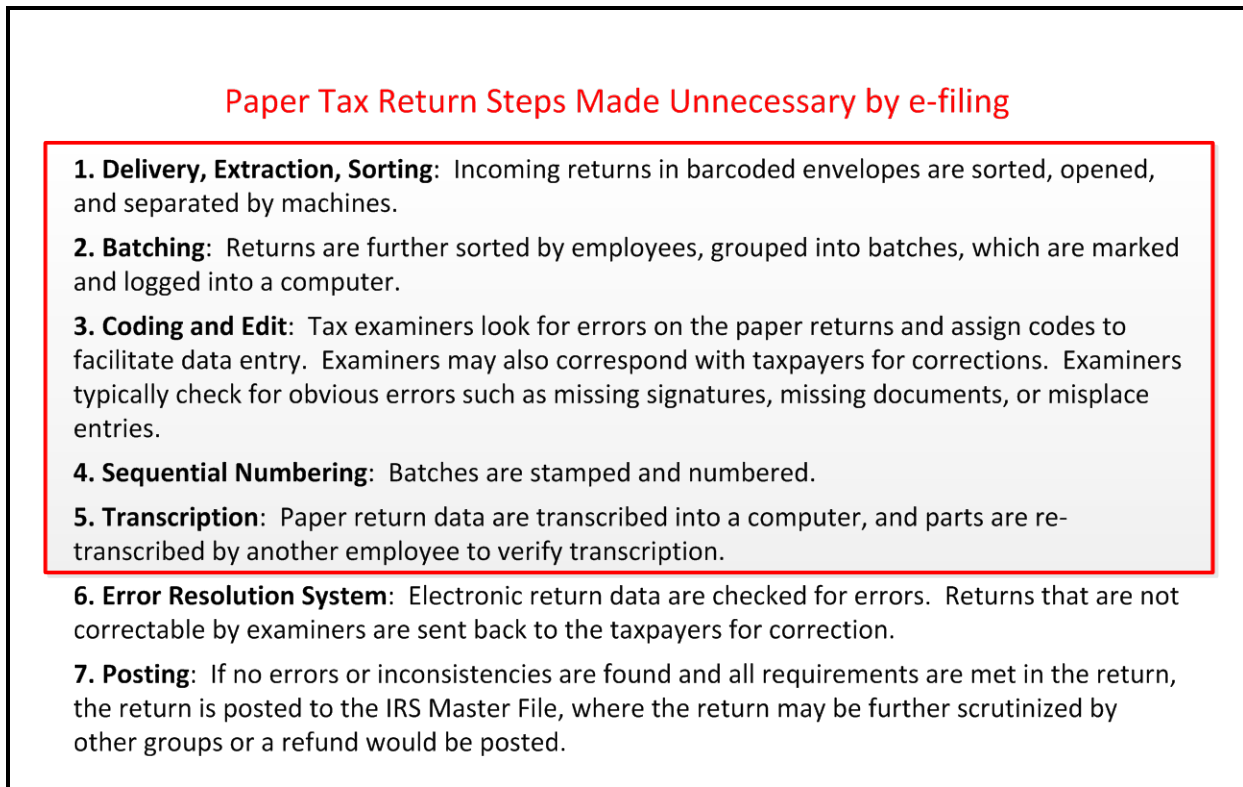 Paper Tax Return Steps Made Unnecessary by e-filing
1. Delivery, Extraction, Sorting:  Incoming returns in barcoded envelopes are sorted, opened,
and separated by machines.
2. Batching:  Returns are further sorted by employees, grouped into batches, which are marked
and logged into a computer.
3. Coding and Edit:  Tax examiners look for errors on the paper returns and assign codes to
facilitate data entry.  Examiners may also correspond with taxpayers for corrections.  Examiners
typically check for obvious errors such as missing signatures, missing documents, or misplace
entries.
4. Sequential Numbering:  Batches are stamped and numbered.
5. Transcription:  Paper return data are transcribed into a computer, and parts are re-
transcribed by another employee to verify transcription.
6. Error Resolution System:  Electronic return data are checked for errors.  Returns that are not
correctable by examiners are sent back to the taxpayers for correction.
7. Posting:  If no errors or inconsistencies are found and all requirements are met in the return,
the return is posted to the IRS Master File, where the return may be further scrutinized by
other groups or a refund would be posted.